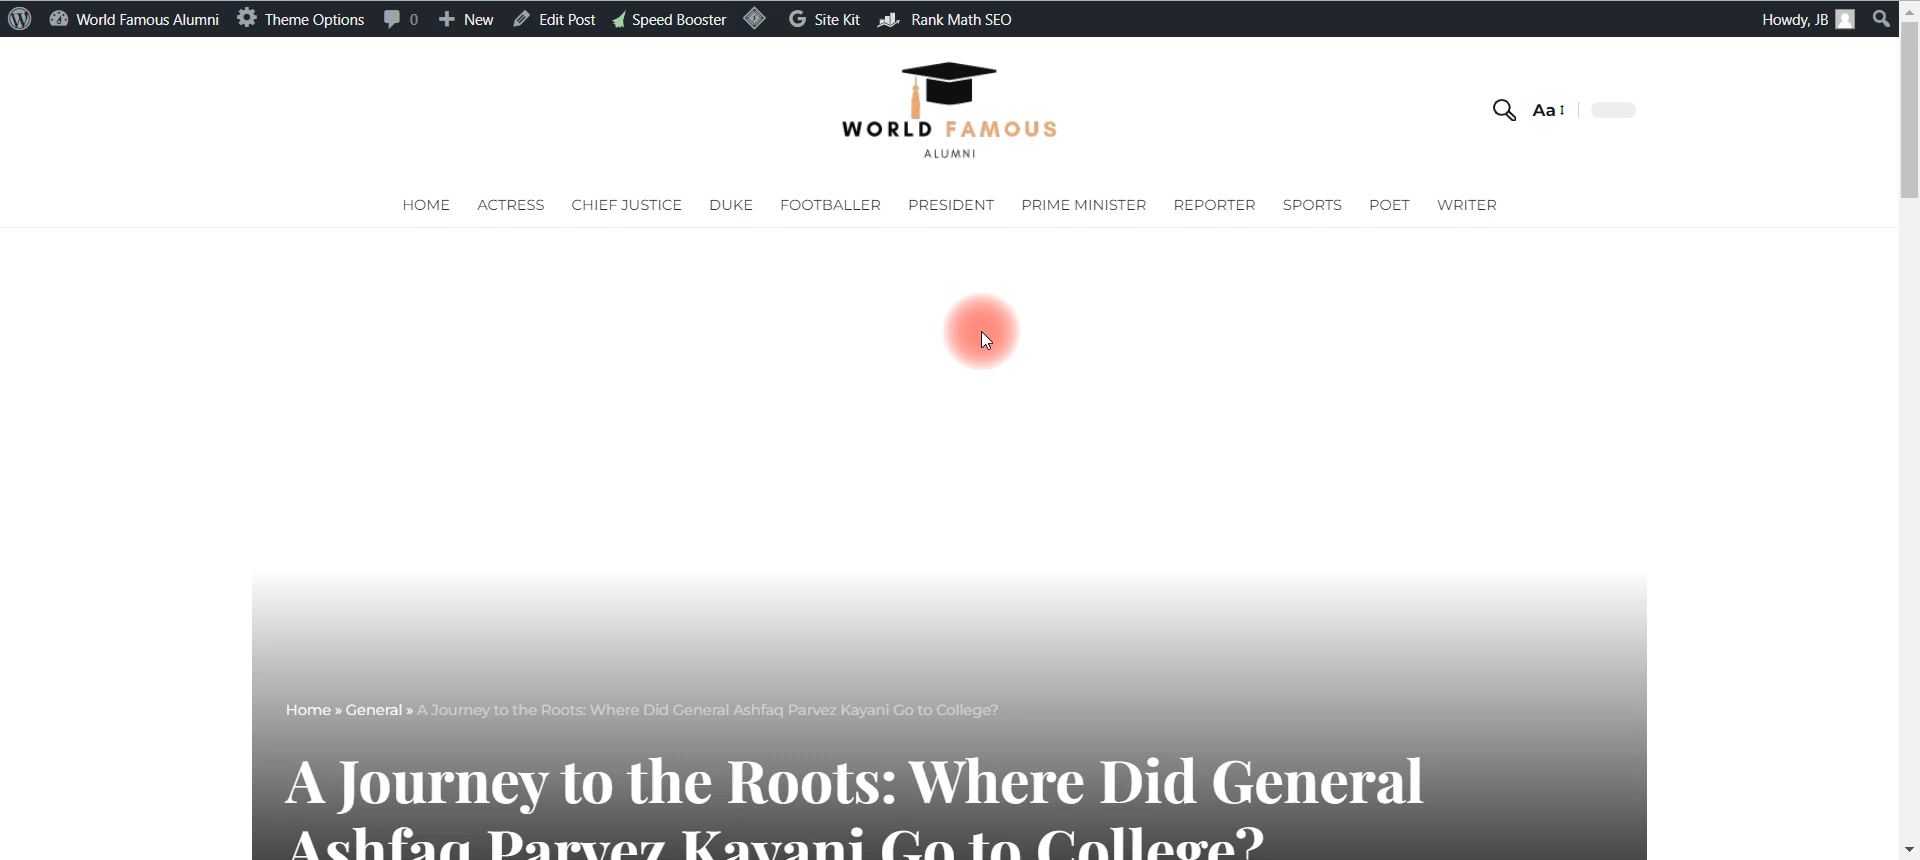 World Famous Alumni Theme Options 0 New Edit Post Speed Booster Site Kit Rank Math SEO Howdy, JB
WORLD FAMOUS
ALUMNI
Aa
HOME ACTRESS CHIEF JUSTICE DUKE FOOTBALLER PRESIDENT PRIME MINISTER REPORTER SPORTS POET WRITER
Home » General » A Journey to the Roots: Where Did General Ashfaq Parvez Kayani Go to College?
A Journey to the Roots: Where Did General
Ashfaq Parvez Kayani Go to College?